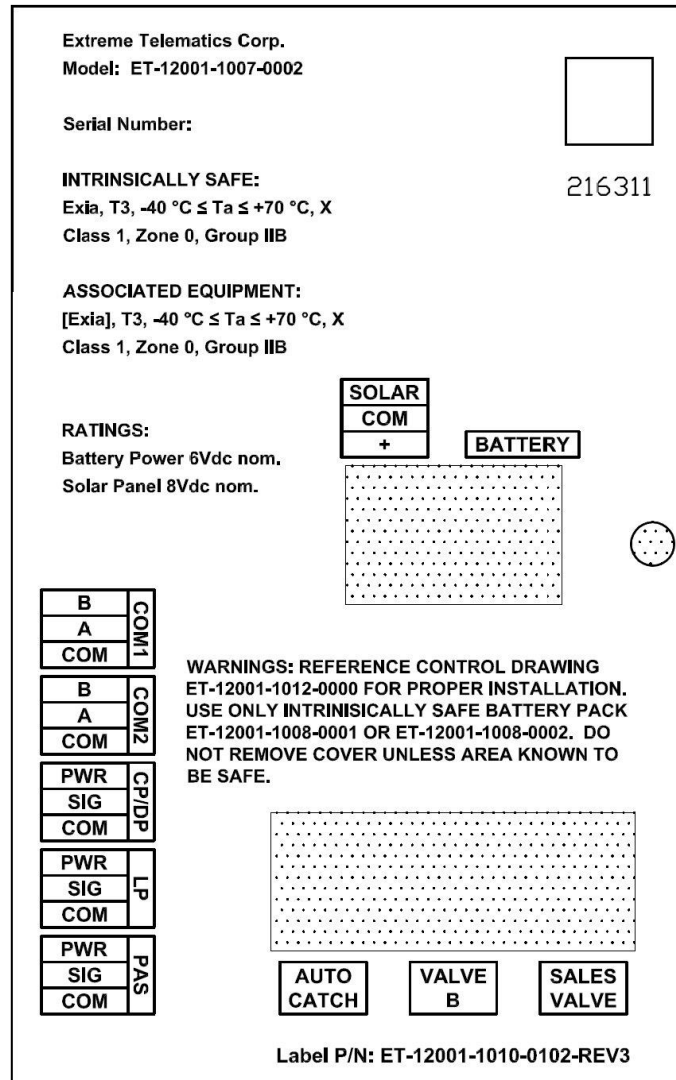 Extreme Telematics Corp.
Model: ET-12001-1007-0002
Serial Number:
216311
INTRINSICALLY SAFE:
Exia, T3, -40 °C ≤ Ta ≤ +70 °C, X
Class 1, Zone 0, Group IIB
ASSOCIATED EQUIPMENT:
[Exia], T3, -40 °C ≤ Ta ≤ +70 °C, X
Class 1, Zone 0, Group IIB
SOLAR
COM
+
BATTERY
RATINGS:
Battery Power 6Vdc nom.
Solar Panel 8Vdc nom.
B
A
COM
COM1
B
A
COM
COM2
PWR
SIG
COM
CP/DP
PWR
SIG
COM
LP
PWR
SIG
COM
PAS
WARNINGS: REFERENCE CONTROL DRAWING
ET-12001-1012-0000 FOR PROPER INSTALLATION.
USE ONLY INTRINISICALLY SAFE BATTERY PACK
ET-12001-1008-0001 OR ET-12001-1008-0002. DO
NOT REMOVE COVER UNLESS AREA KNOWN TO
BE SAFE.
AUTO
CATCH
VALVE
B
SALES
VALVE
Label P/N: ET-12001-1010-0102-REV3